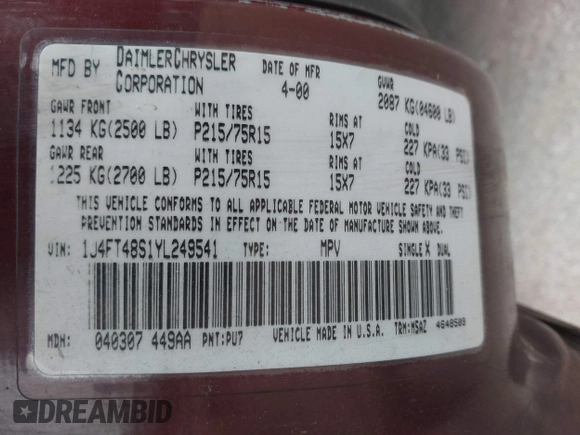 MFD BY DAIMLERCHRYSLER CORPORATION DATE OF MFR 4-00 GVWR 2087 KG(04600 LB)
GAWR FRONT WITH TIRES RIMS AT COLD
1134 KG(2500 LB) P215/75R15 15X7 227 KPA(33 PSI)
GAWR REAR WITH TIRES RIMS AT COLD
1225 KG(2700 LB) P215/75R15 15X7 227 KPA(33 PSI)
THIS VEHICLE CONFORMS TO ALL APPLICABLE FEDERAL MOTOR VEHICLE SAFETY AND THEFT
PREVENTION STANDARDS IN EFFECT ON THE DATE OF MANUFACTURE SHOWN ABOVE.
VIN: 1J4FT48S1YL249541 TYPE: MPV SINGLE X DUAL
MDH: 040307 449AA PNT:PU7 VEHICLE MADE IN U.S.A. TRM:M5AZ 4648503
DREAMBID